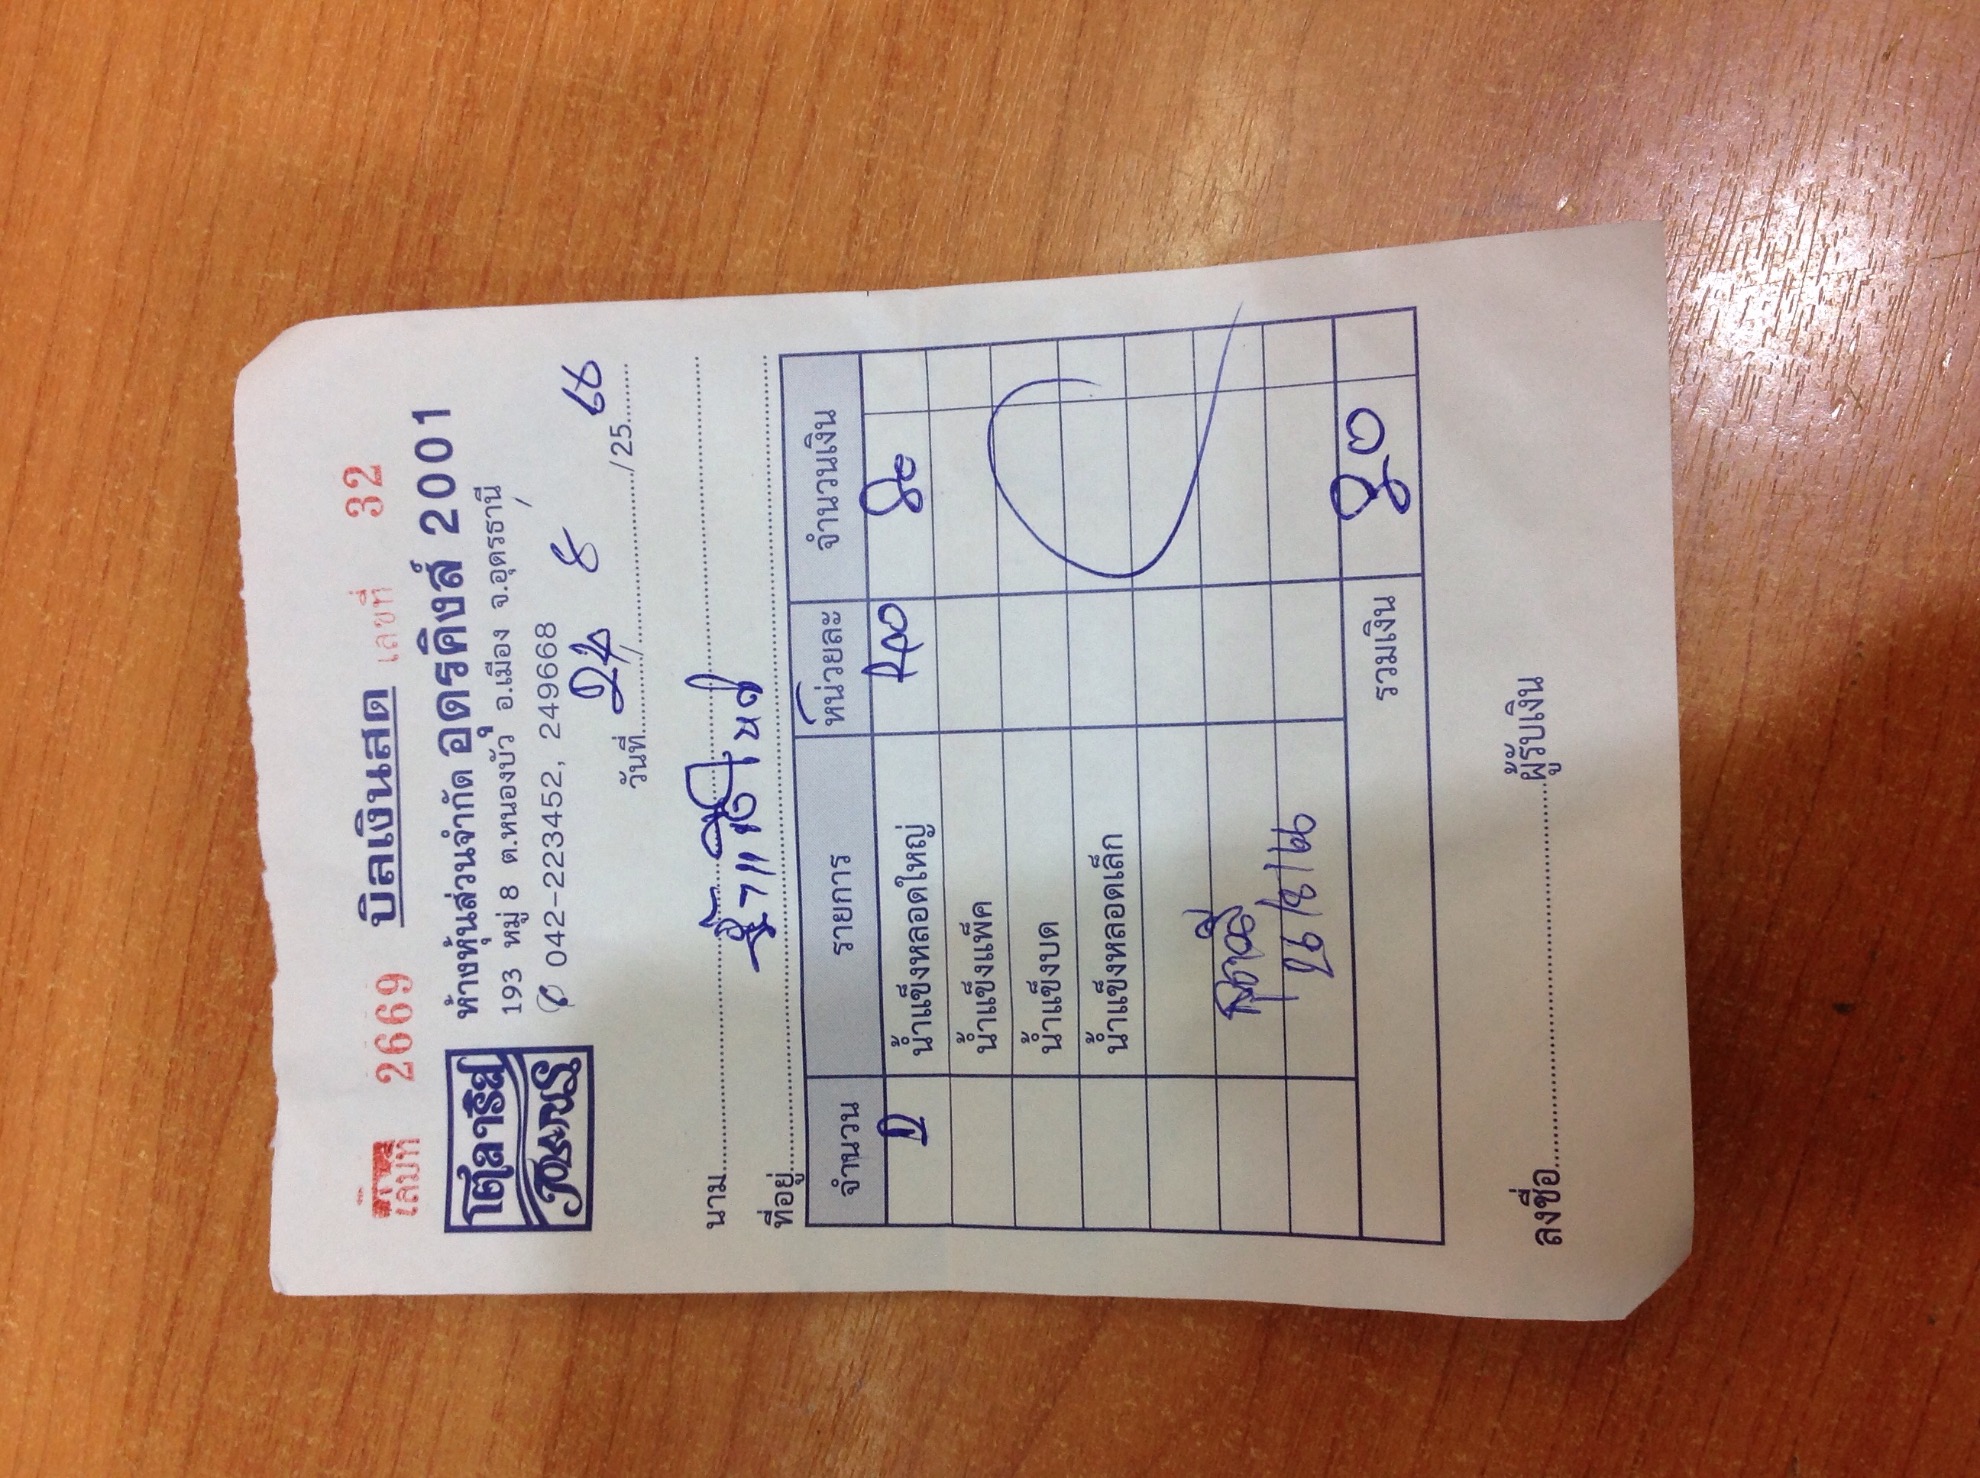 เล่มที่ 2669 บิลเงินสด เลขที่ 32
โตลาริส
ห้างหุ้นส่วนจำกัด อุดรคิงส์ 2001
193 หมู่ 8 ต.หนองบัว อ.เมือง จ.อุดรธานี
042-223452, 249668
วันที่ 24 / 8 /25 66
นาม
ที่อยู่
จำนวน รายการ หน่วยละ จำนวนเงิน
2 น้ำแข็งหลอดใหญ่ 40 80
น้ำแข็งแพ็ค
น้ำแข็งบด
น้ำแข็งหลอดเล็ก
รวมเงิน 80
ลงชื่อ ผู้รับเงิน